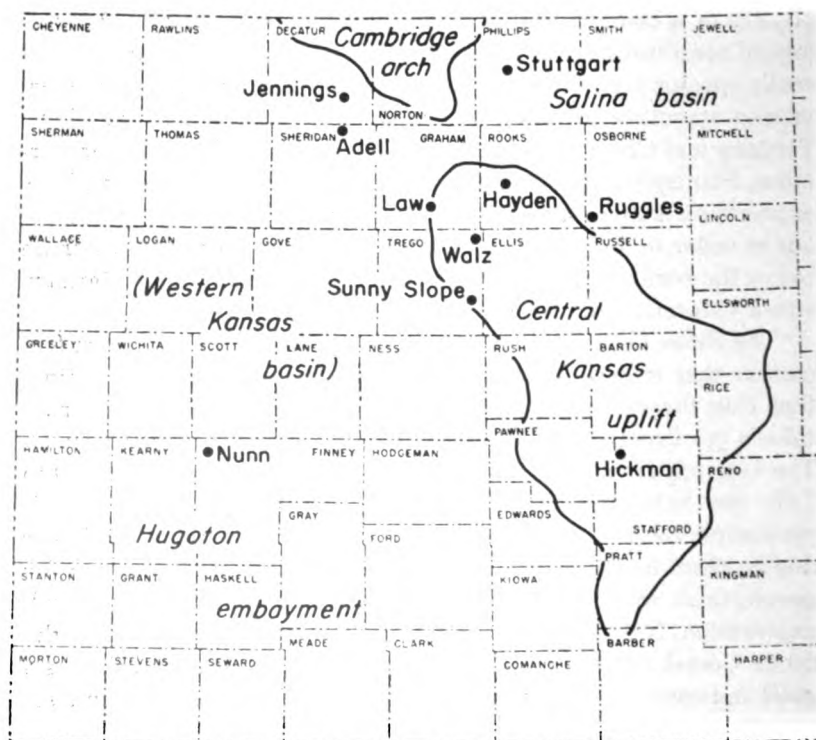 CHEYENNE RAWLINS DECATUR PHILLIPS SMITH JEWELL
Cambridge
arch
Stuttgart
Jennings
Salina basin
NORTON
SHERMAN THOMAS SHERIDAN GRAHAM ROOKS OSBORNE MITCHELL
Adell
Law Hayden Ruggles
LINCOLN
WALLACE LOGAN GOVE TREGO ELLIS RUSSELL
Walz
(Western Sunny Slope Central ELLSWORTH
Kansas
GREELEY WICHITA SCOTT LANE NESS RUSH BARTON
basin) Kansas
RICE
uplift
PAWNEE
HAMILTON KEARNY Nunn FINNEY HODGEMAN Hickman RENO
GRAY EDWARDS
Hugoton FORD STAFFORD
PRATT
STANTON GRANT HASKELL KIOWA KINGMAN
embayment
MEADE CLARK BARBER
MORTON STEVENS SEWARD COMANCHE HARPER